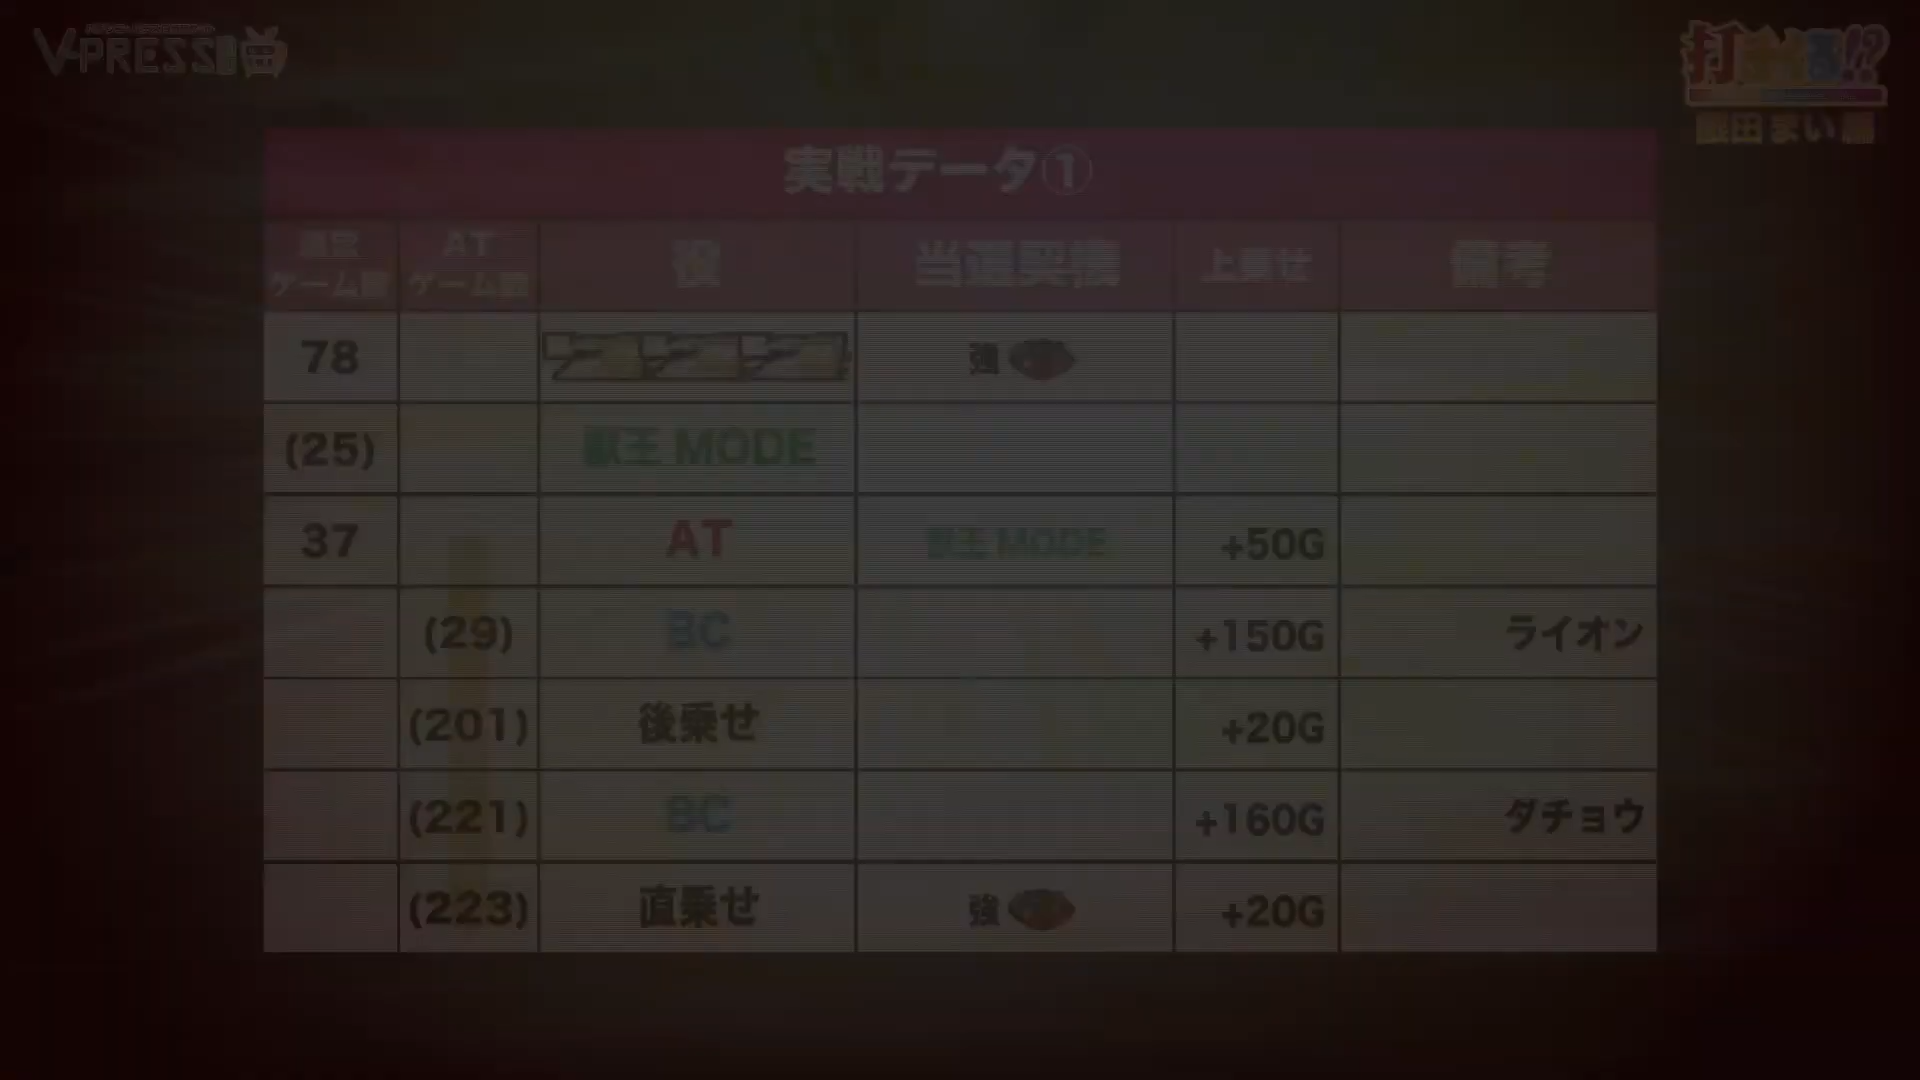 V-PRESS
打
まい
実戦データ①
通常
ゲーム数
AT
ゲーム数
役
当選契機
上乗せ
備考
78
強
(25)
獣王 MODE
37
AT
獣王 MODE
+50G
(29)
BC
+150G
ライオン
(201)
後乗せ
+20G
(221)
BC
+160G
ダチョウ
(223)
直乗せ
強
+20G